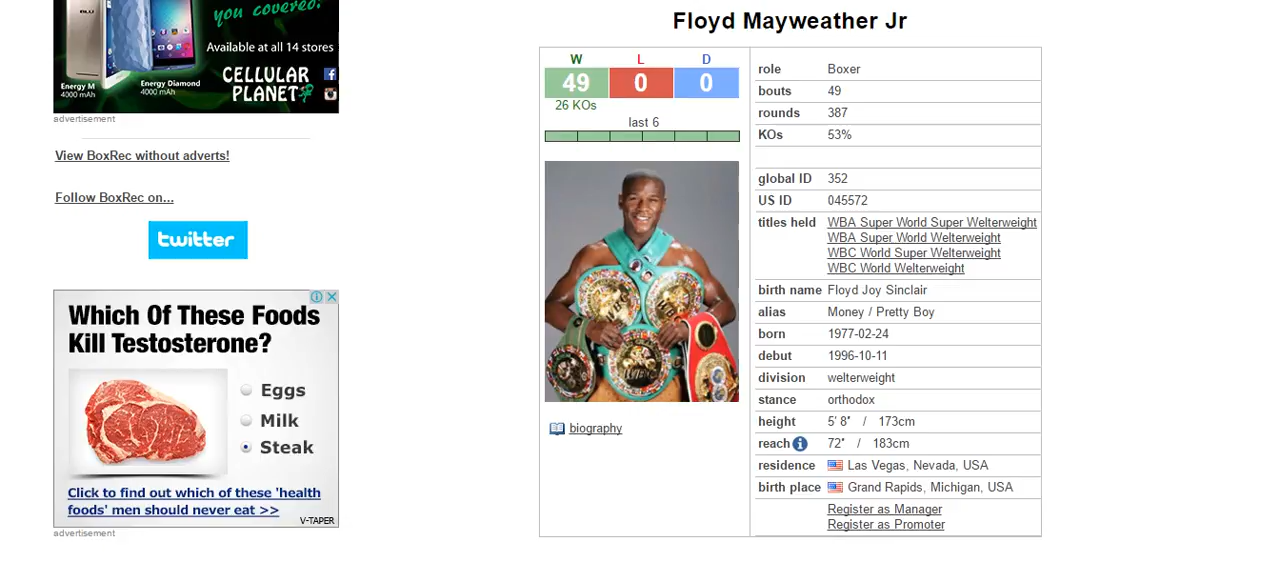 you covered!
Available at all 14 stores
BLU
CELLULAR
PLANET
Energy M
4000 mAh
Energy Diamond
4000 mAh
advertisement
View BoxRec without adverts!
Follow BoxRec on...
twitter
Which Of These Foods
Kill Testosterone?
Eggs
Milk
Steak
Click to find out which of these 'health
foods' men should never eat >>
V-TAPER
advertisement
Floyd Mayweather Jr
W L D
49 0 0
26 KOs
last 6
biography
role Boxer
bouts 49
rounds 387
KOs 53%
global ID 352
US ID 045572
titles held WBA Super World Super Welterweight
WBA Super World Welterweight
WBC World Super Welterweight
WBC World Welterweight
birth name Floyd Joy Sinclair
alias Money / Pretty Boy
born 1977-02-24
debut 1996-10-11
division welterweight
stance orthodox
height 5′ 8″ / 173cm
reach 72″ / 183cm
residence Las Vegas, Nevada, USA
birth place Grand Rapids, Michigan, USA
Register as Manager
Register as Promoter